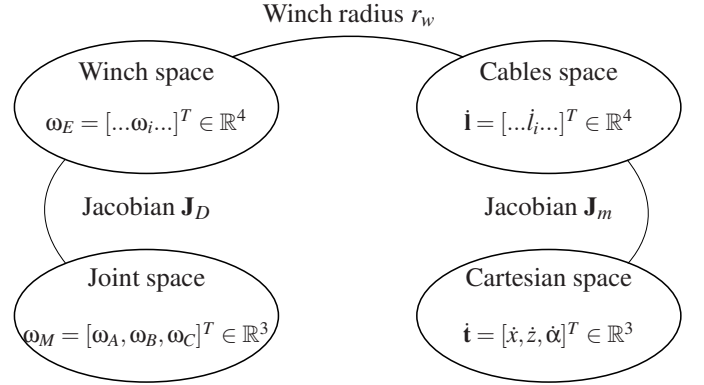 Winch radius r_w
Winch space
ω_E = [...ω_i...]^T ∈ ℝ^4
Cables space
l̇ = [...l̇_i...]^T ∈ ℝ^4
Jacobian J_D
Jacobian J_m
Joint space
ω_M = [ω_A, ω_B, ω_C]^T ∈ ℝ^3
Cartesian space
ṫ = [ẋ, ż, α̇]^T ∈ ℝ^3